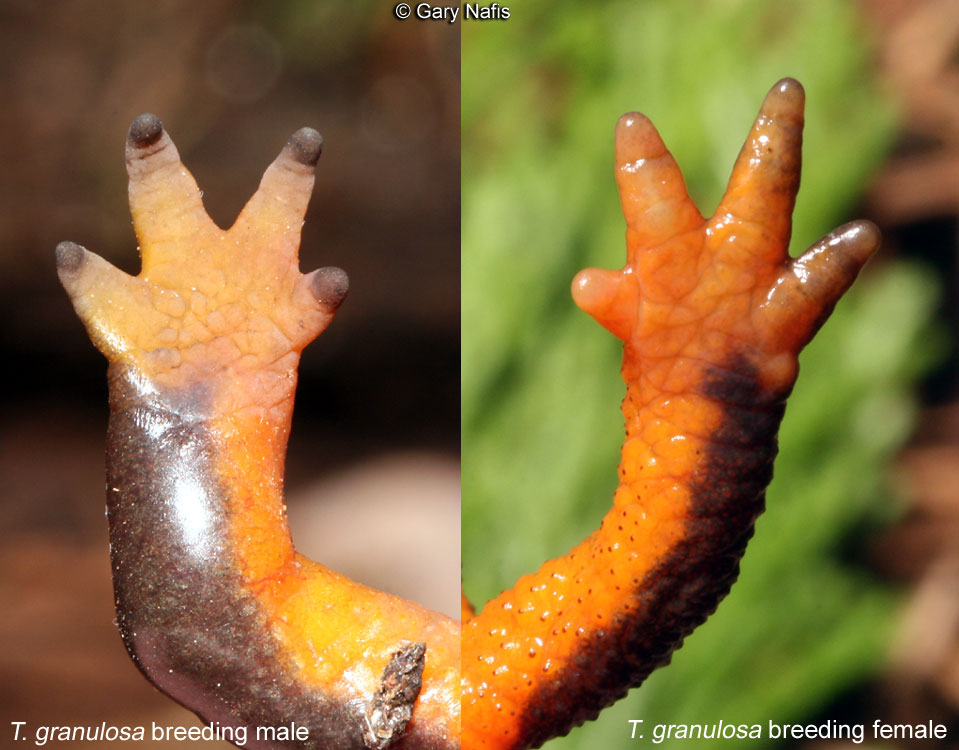 © Gary Nafis
T. granulosa breeding male
T. granulosa breeding female